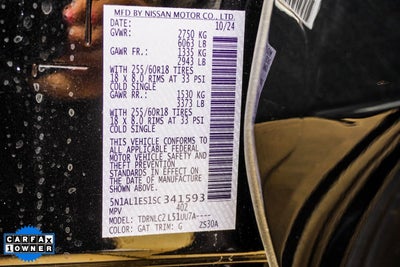 MFD BY NISSAN MOTOR CO., LTD.
DATE: 10/24
GVWR: 2750 KG
6063 LB
GAWR FR.: 1335 KG
2943 LB
WITH 255/60R18 TIRES
18 X 8.0 RIMS AT 33 PSI
COLD SINGLE
GAWR RR.: 1530 KG
3373 LB
WITH 255/60R18 TIRES
18 X 8.0 RIMS AT 33 PSI
COLD SINGLE
THIS VEHICLE CONFORMS TO
ALL APPLICABLE FEDERAL
MOTOR VEHICLE SAFETY AND
THEFT PREVENTION
STANDARDS IN EFFECT ON
THE DATE OF MANUFACTURE
SHOWN ABOVE.
5N1AL1ES1SC341593
MPV 402
MODEL: TDRNLC2 L51UU7A----
COLOR: GAT TRIM: G ZS30A
CARFAX
1 OWNER